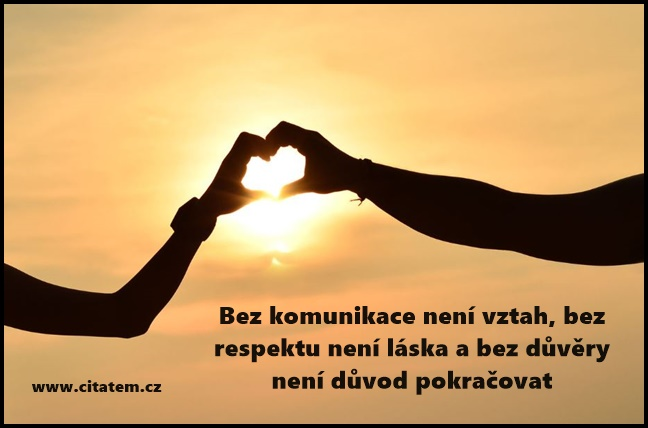 Bez komunikace není vztah, bez
respektu není láska a bez důvěry
není důvod pokračovat
www.citatem.cz